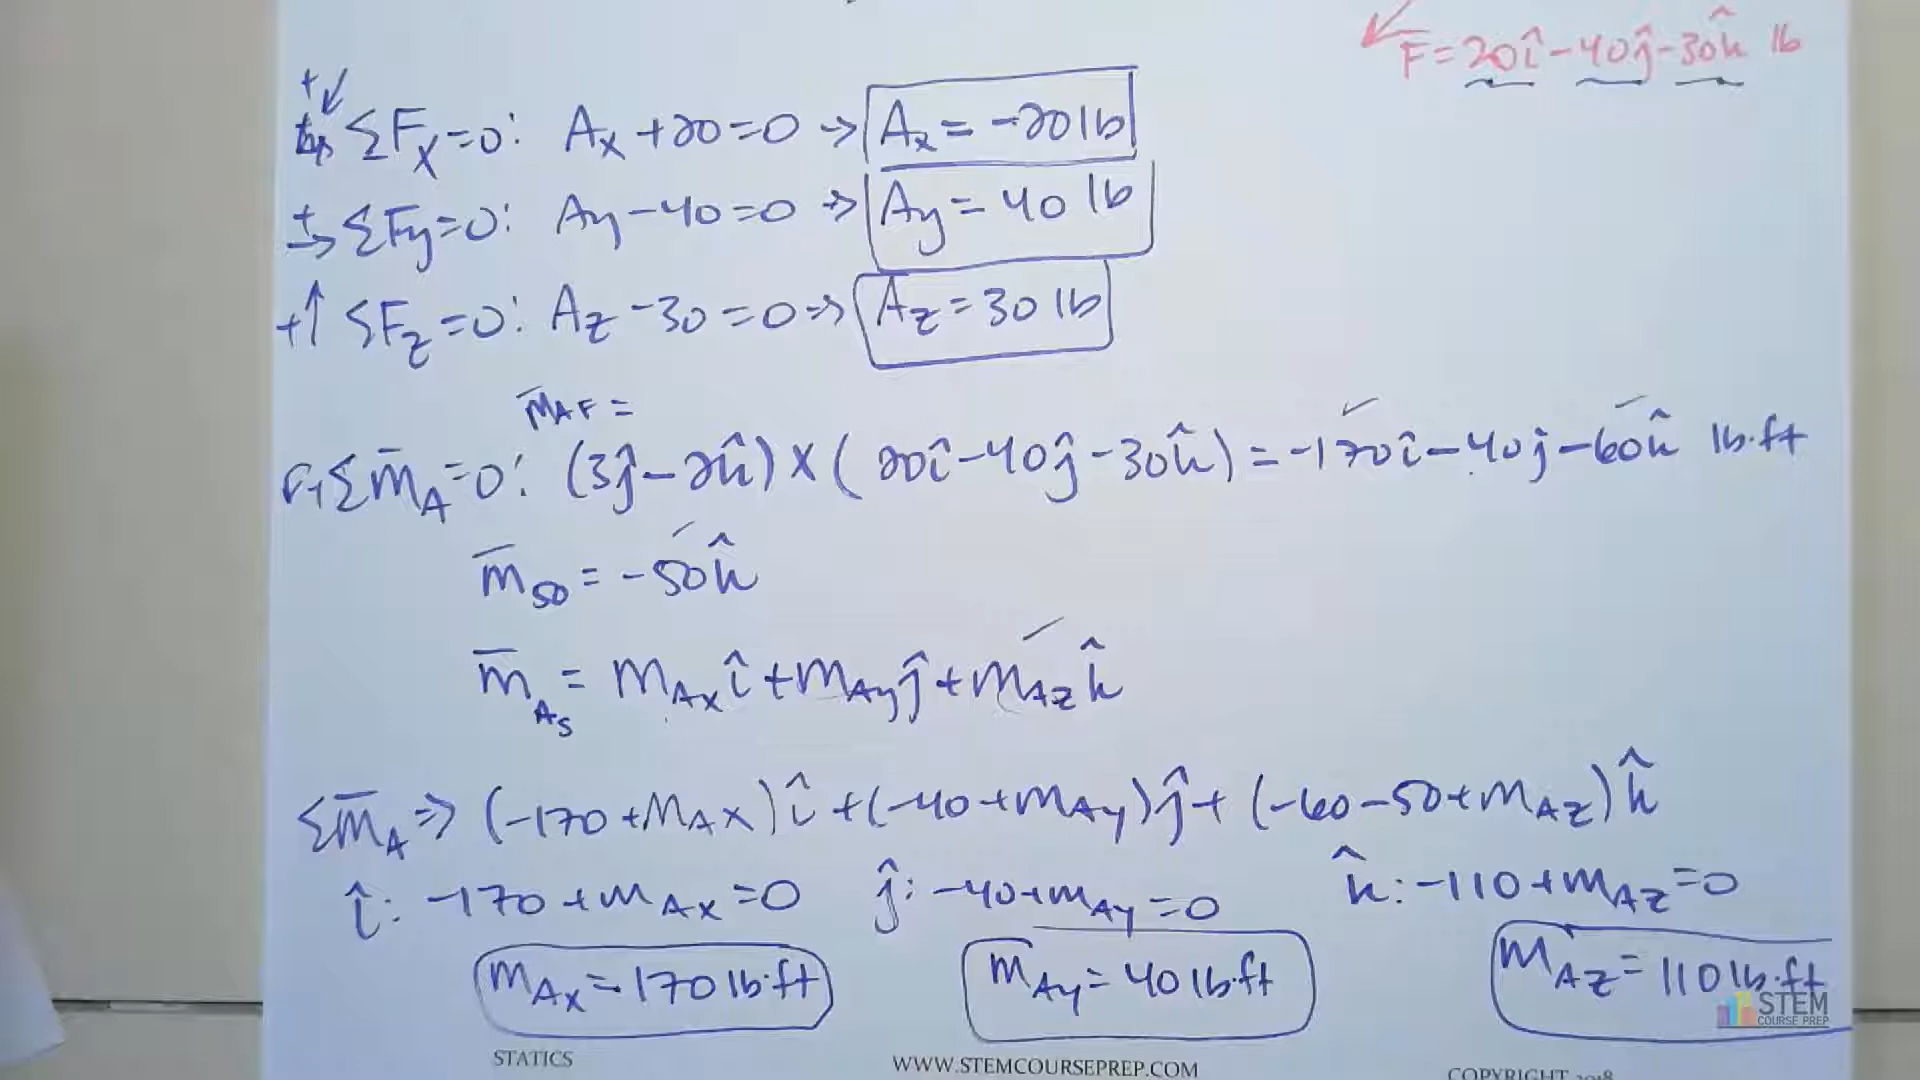 F̅ = 20î - 40ĵ - 30k̂ lb
+↙ ΣFx = 0: Ax + 20 = 0 → Ax = -20 lb
+→ ΣFy = 0: Ay - 40 = 0 → Ay = 40 lb
+↑ ΣFz = 0: Az - 30 = 0 → Az = 30 lb
M̅AF =
ΣM̅A = 0: (3ĵ - 2k̂) × (20î - 40ĵ - 30k̂) = -170î - 40ĵ - 60k̂ lb·ft
M̅50 = -50k̂
M̅As = MAxî + MAyĵ + MAzk̂
ΣM̅A ⇒ (-170 + MAx)î + (-40 + MAy)ĵ + (-60 - 50 + MAz)k̂
î: -170 + MAx = 0 ĵ: -40 + MAy = 0 k̂: -110 + MAz = 0
MAx = 170 lb·ft MAy = 40 lb·ft MAz = 110 lb·ft
STEM
COURSE PREP
STATICS WWW.STEMCOURSEPREP.COM COPYRIGHT 2018